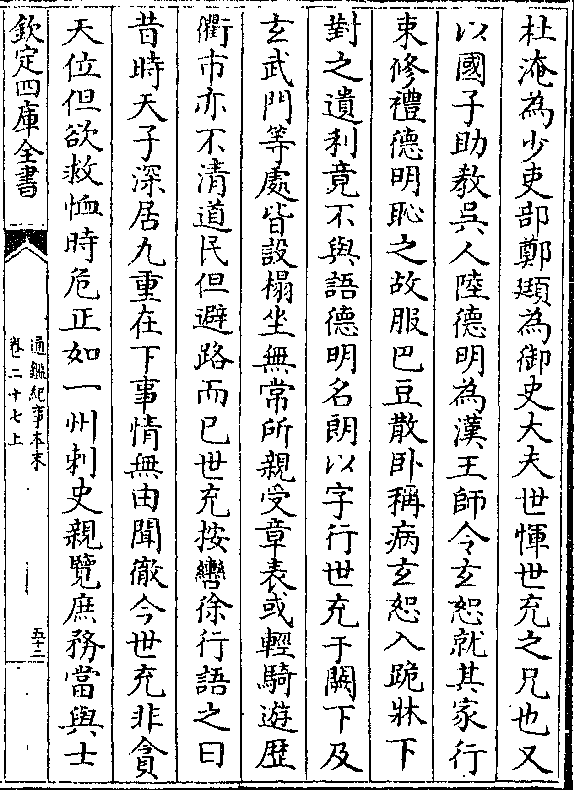 杜淹為少吏部鄭頲為御史大夫世惲世充之兄也又
以國子助教吳人陸德明為漢王師令玄恕就其家行
束修禮德明恥之故服巴豆散卧稱病玄恕入跪牀下
對之遺利竟不與語德明名朗以字行世充于闕下及
玄武門等處皆設榻坐無常所親受章表或輕騎遊歴
衢市亦不清道民但避路而已世充按轡徐行語之曰
昔時天子深居九重在下事情無由聞徹今世充非貪
天位但欲救恤時危正如一州刺史親覽庶務當與士
欽定四庫全書
通鑑紀事本末
卷二十七上
五十二